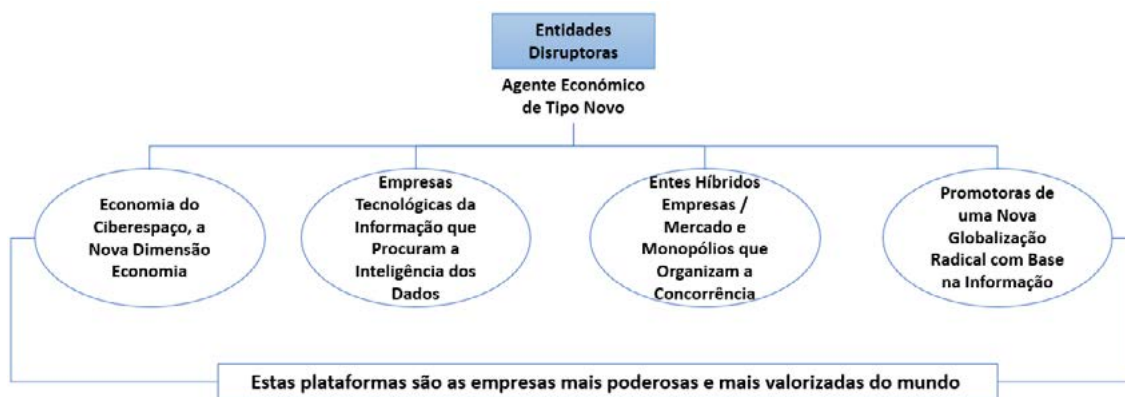 Entidades
Disruptoras
Agente Económico
de Tipo Novo
Economia do
Ciberespaço, a
Nova Dimensão
Economia
Empresas
Tecnológicas da
Informação que
Procuram a
Inteligência dos
Dados
Entes Híbridos
Empresas /
Mercado e
Monopólios que
Organizam a
Concorrência
Promotoras de
uma Nova
Globalização
Radical com Base
na Informação
Estas plataformas são as empresas mais poderosas e mais valorizadas do mundo